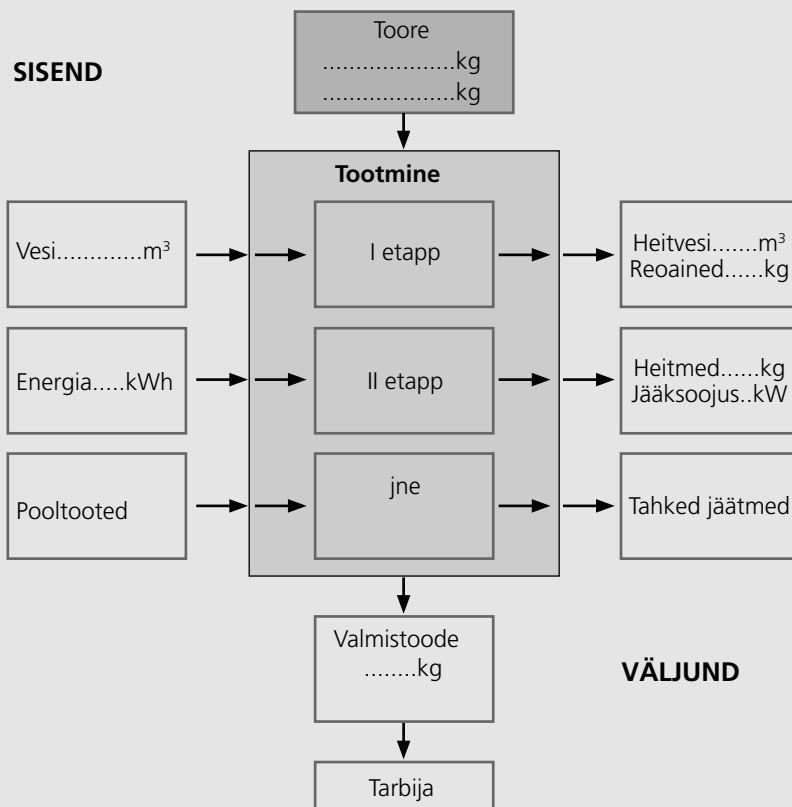 Toore
....................kg
....................kg
SISEND
Tootmine
Vesi.............m³
I etapp
Heitvesi.......m³
Reoained......kg
Energia.....kWh
II etapp
Heitmed......kg
Jääksoojus..kW
Pooltooted
jne
Tahked jäätmed
Valmistoode
........kg
VÄLJUND
Tarbija